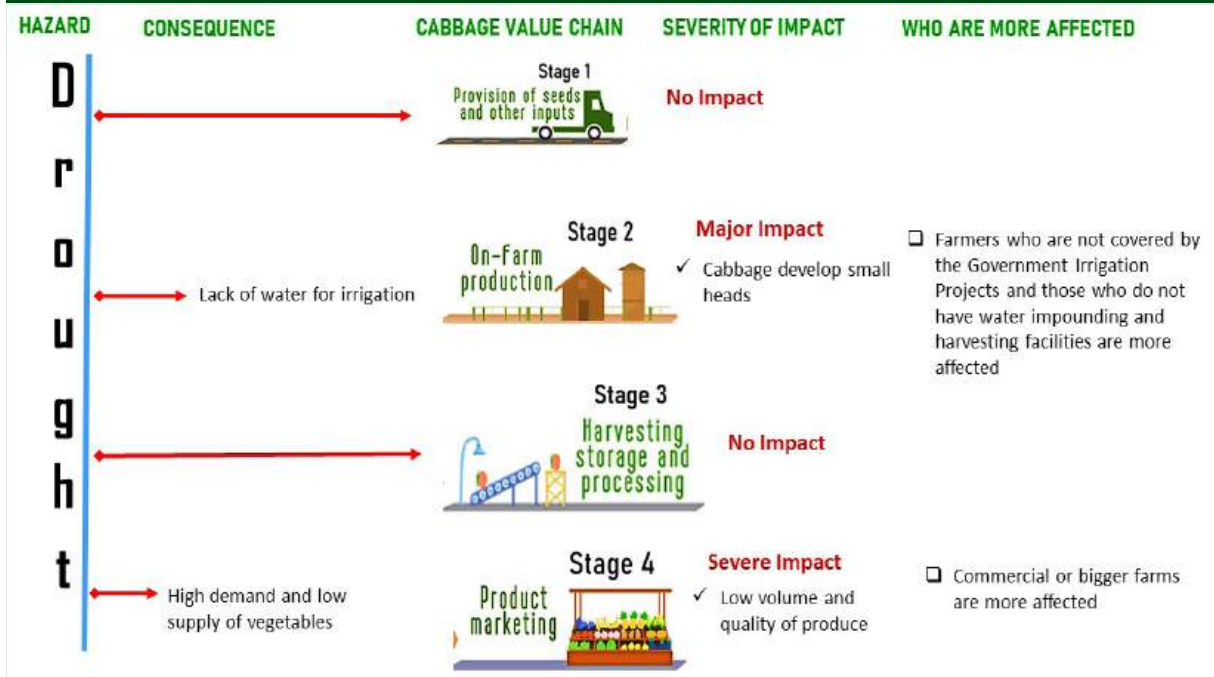 HAZARD
CONSEQUENCE
CABBAGE VALUE CHAIN
SEVERITY OF IMPACT
WHO ARE MORE AFFECTED
Drought
Stage 1
Provision of seeds
and other inputs
No Impact
Lack of water for irrigation
Stage 2
On-Farm
production
Major Impact
✓ Cabbage develop small
heads
❑ Farmers who are not covered by
the Government Irrigation
Projects and those who do not
have water impounding and
harvesting facilities are more
affected
Stage 3
Harvesting
storage and
processing
No Impact
High demand and low
supply of vegetables
Stage 4
Product
marketing
Severe Impact
✓ Low volume and
quality of produce
❑ Commercial or bigger farms
are more affected